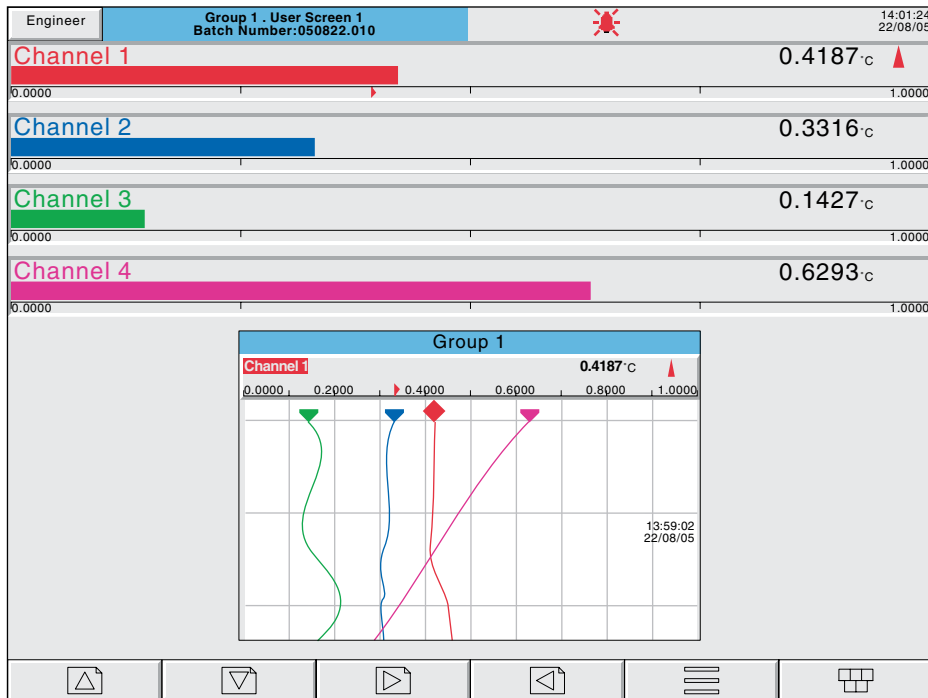 Engineer
Group 1 . User Screen 1
Batch Number:050822.010
14:01:24
22/08/05
Channel 1
0.4187°C
0.0000 1.0000
Channel 2
0.3316°C
0.0000 1.0000
Channel 3
0.1427°C
0.0000 1.0000
Channel 4
0.6293°C
0.0000 1.0000
Group 1
Channel 1 0.4187°C
0.0000 0.2000 0.4000 0.6000 0.8000 1.0000
13:59:02
22/08/05